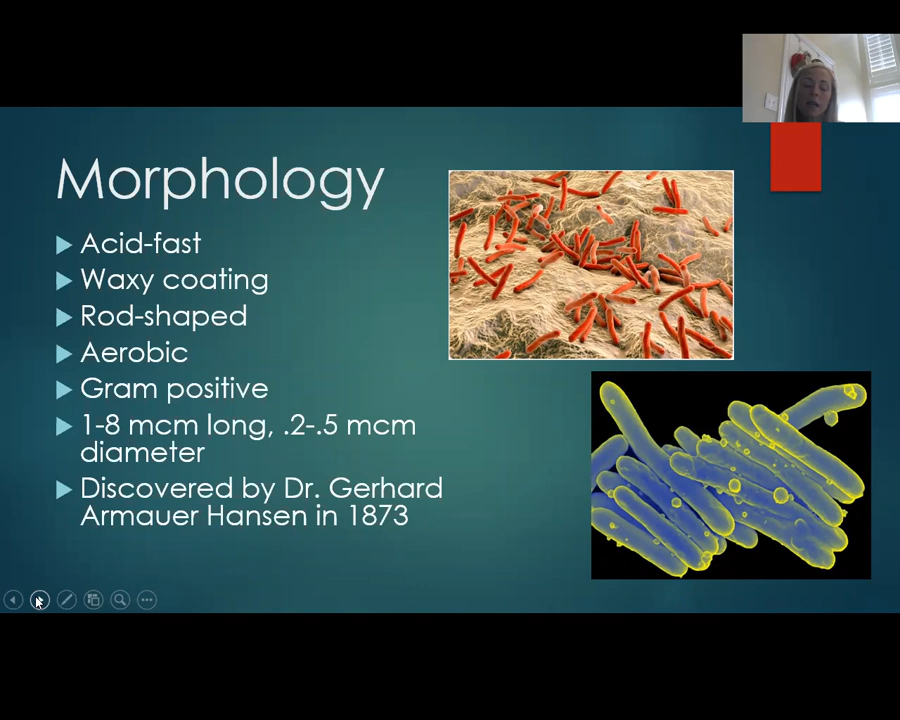 Morphology
Acid-fast
Waxy coating
Rod-shaped
Aerobic
Gram positive
1-8 mcm long, .2-.5 mcm
diameter
Discovered by Dr. Gerhard
Armauer Hansen in 1873